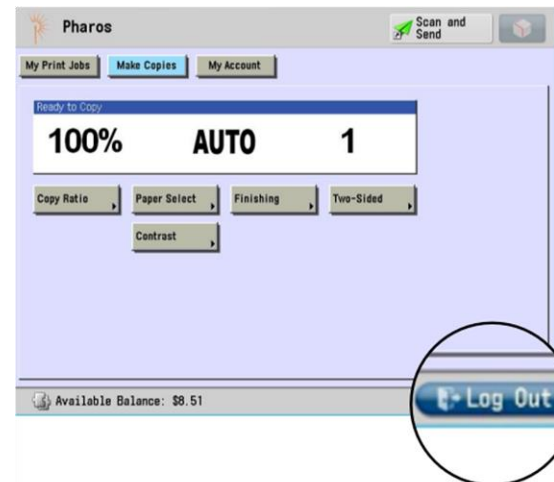 Pharos
Scan and
Send
My Print Jobs Make Copies My Account
Ready to Copy
100% AUTO 1
Copy Ratio Paper Select Finishing Two-Sided
Contrast
Available Balance: $8.51
Log Out